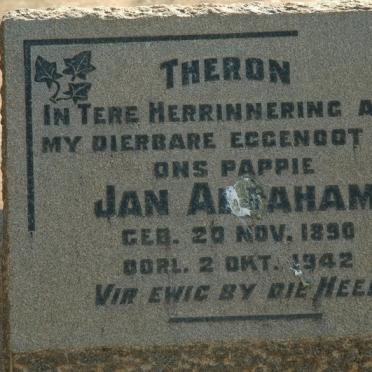 THERON
IN TERE HERRINNERING A
MY DIERBARE EGGENOOT
ONS PAPPIE
JAN ABRAHAM
GEB. 20 NOV. 1890
OORL. 2 OKT. 1942
VIR EWIG BY DIE HEER